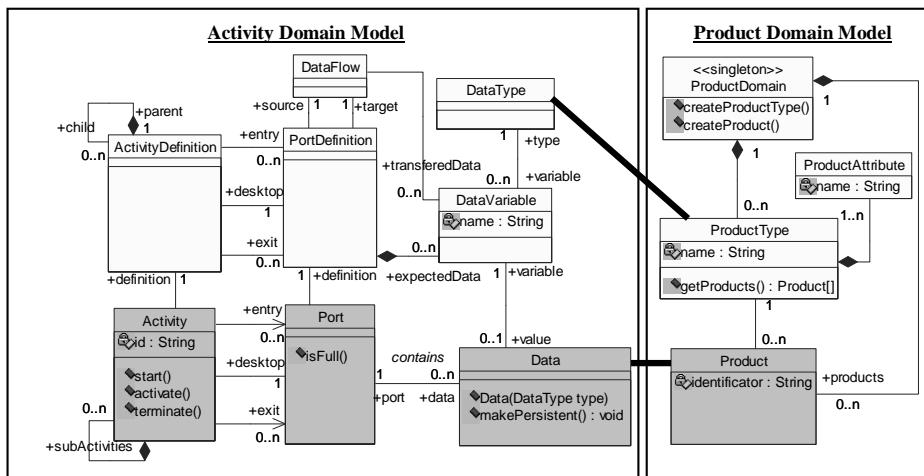 Activity Domain Model
Product Domain Model
DataFlow
+source
1
1
+target
DataType
1
+type
<<singleton>>
ProductDomain
createProductType()
createProduct()
1
1
+parent
1
+child
0..n
ActivityDefinition
+entry
0..n
+desktop
1
+exit
0..n
PortDefinition
+transferedData
0..n
0..n
+variable
DataVariable
name : String
0..n
+expectedData
1
+variable
ProductAttribute
name : String
1..n
0..n
ProductType
name : String
getProducts() : Product[]
1
0..n
+definition
1
1
+definition
Activity
id : String
start()
activate()
terminate()
0..n
+subActivities
+entry
0..n
+desktop
1
+exit
0..n
Port
isFull()
contains
1
0..n
+port
+data
0..1
+value
Data
Data(DataType type)
makePersistent() : void
Product
identificator : String
+products
0..n